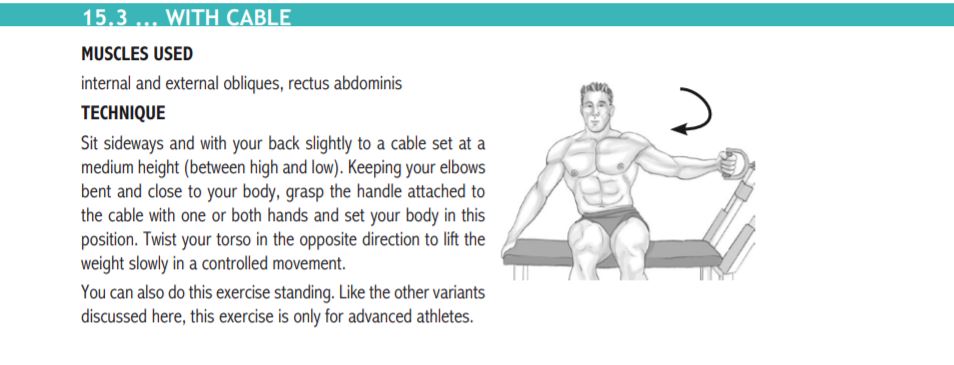 15.3 ... WITH CABLE
MUSCLES USED
internal and external obliques, rectus abdominis
TECHNIQUE
Sit sideways and with your back slightly to a cable set at a
medium height (between high and low). Keeping your elbows
bent and close to your body, grasp the handle attached to
the cable with one or both hands and set your body in this
position. Twist your torso in the opposite direction to lift the
weight slowly in a controlled movement.
You can also do this exercise standing. Like the other variants
discussed here, this exercise is only for advanced athletes.